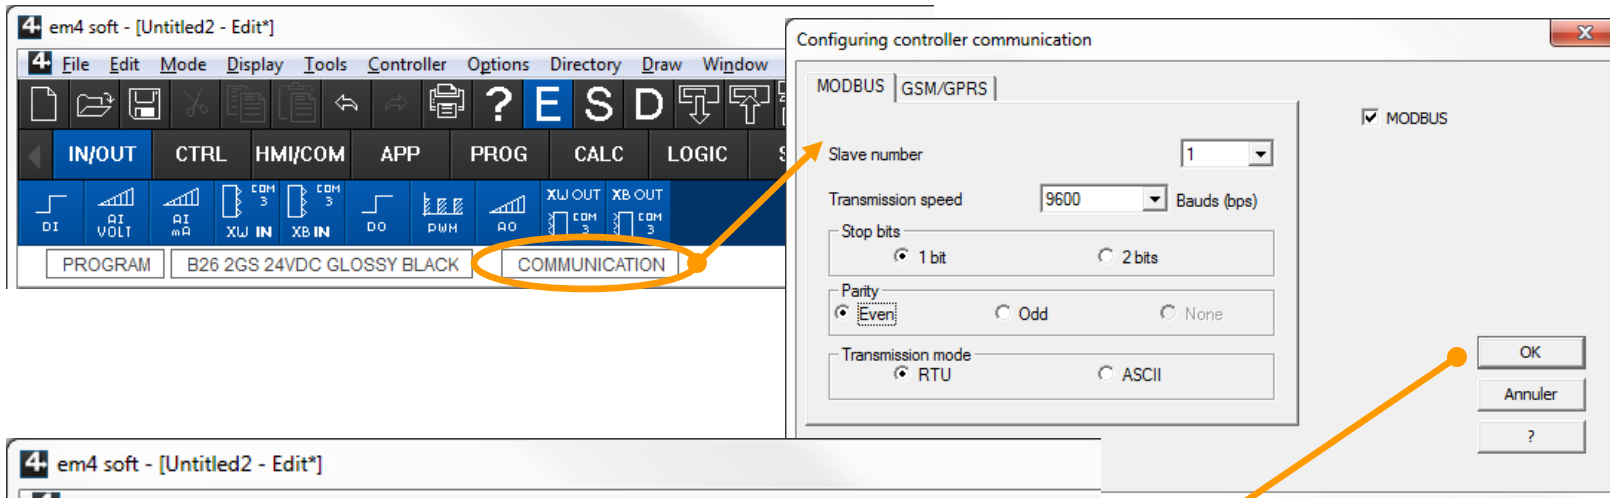 4 em4 soft - [Untitled2 - Edit*]
4 File Edit Mode Display Tools Controller Options Directory Draw Window
? E S D
IN/OUT CTRL HMI/COM APP PROG CALC LOGIC S
DI AI VOLT AI mA COM 3 XW IN COM 3 XB IN DO PWM AO XW OUT COM 3 XB OUT COM 3
PROGRAM B26 2GS 24VDC GLOSSY BLACK COMMUNICATION
Configuring controller communication
MODBUS GSM/GPRS
MODBUS
Slave number 1
Transmission speed 9600 Bauds (bps)
Stop bits
1 bit 2 bits
Parity
Even Odd None
Transmission mode
RTU ASCII
OK
Annuler
?
4 em4 soft - [Untitled2 - Edit*]